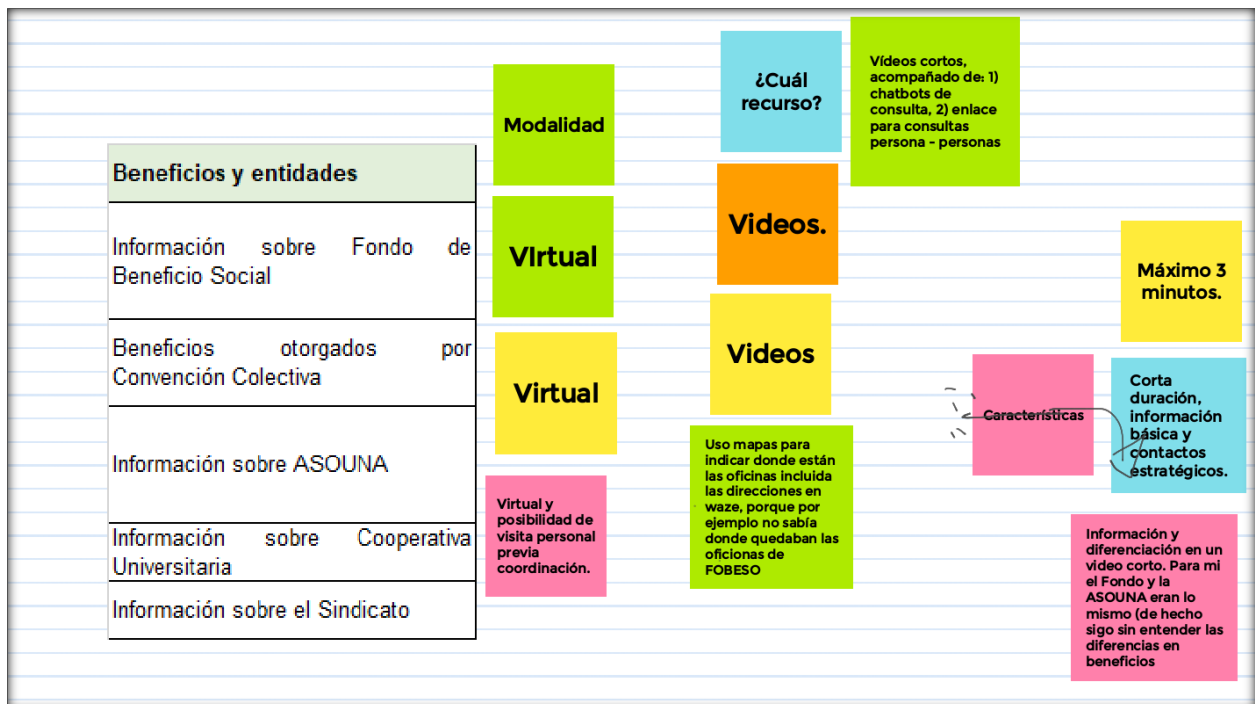 Beneficios y entidades
Información sobre Fondo de
Beneficio Social
Beneficios otorgados por
Convención Colectiva
Información sobre ASOUNA
Información sobre Cooperativa
Universitaria
Información sobre el Sindicato
Modalidad
VIrtual
Virtual
Virtual y
posibilidad de
visita personal
previa
coordinación.
¿Cuál
recurso?
Vídeos cortos,
acompañado de: 1)
chatbots de
consulta, 2) enlace
para consultas
persona - personas
Videos.
Videos
Uso mapas para
indicar donde están
las oficinas incluida
las direcciones en
waze, porque por
ejemplo no sabía
donde quedaban las
oficionas de
FOBESO
Características
Máximo 3
minutos.
Corta
duración,
información
básica y
contactos
estratégicos.
Información y
diferenciación en un
video corto. Para mi
el Fondo y la
ASOUNA eran lo
mismo (de hecho
sigo sin entender las
diferencias en
beneficios